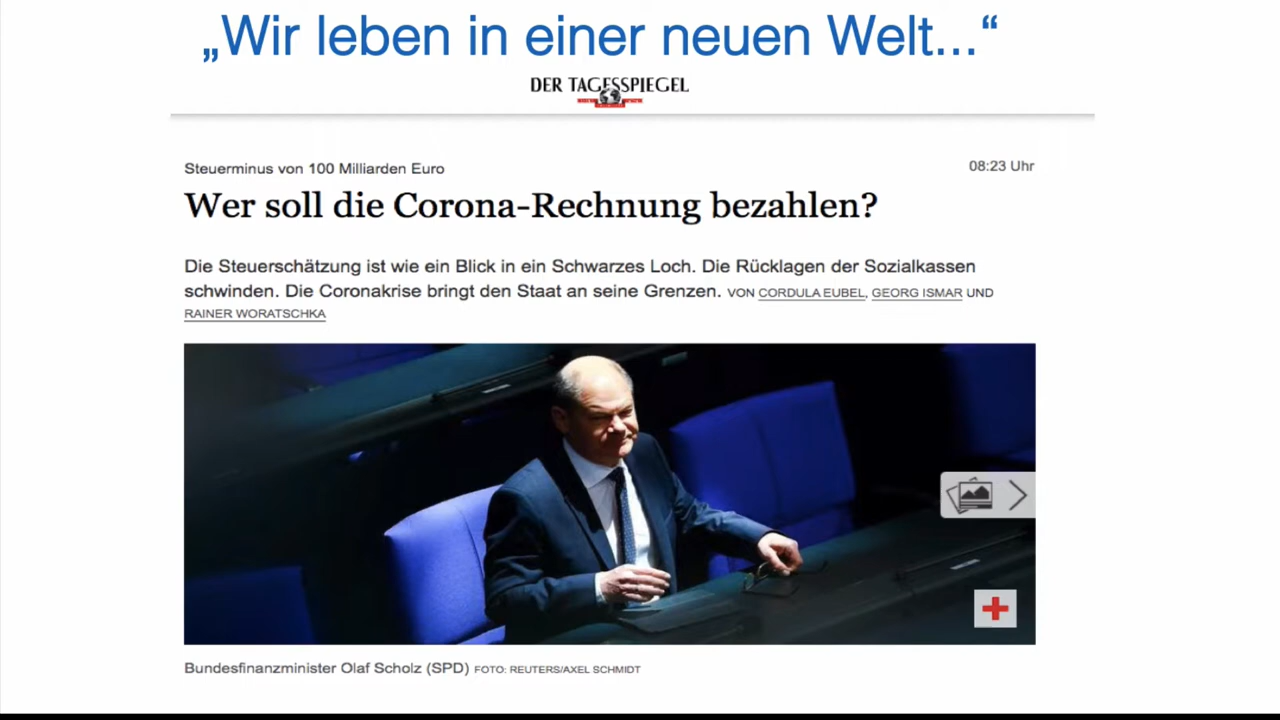 „Wir leben in einer neuen Welt...“
DER TAGESSPIEGEL
Steuerminus von 100 Milliarden Euro
08:23 Uhr
Wer soll die Corona-Rechnung bezahlen?
Die Steuerschätzung ist wie ein Blick in ein Schwarzes Loch. Die Rücklagen der Sozialkassen
schwinden. Die Coronakrise bringt den Staat an seine Grenzen. VON CORDULA EUBEL, GEORG ISMAR UND
RAINER WORATSCHKA
Bundesfinanzminister Olaf Scholz (SPD) FOTO: REUTERS/AXEL SCHMIDT